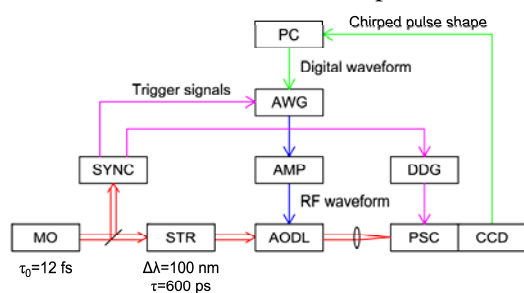 Chirped pulse shape
PC
Digital waveform
Trigger signals
AWG
SYNC
AMP
DDG
RF waveform
MO
STR
AODL
PSC
CCD
τ₀=12 fs
Δλ=100 nm
τ=600 ps